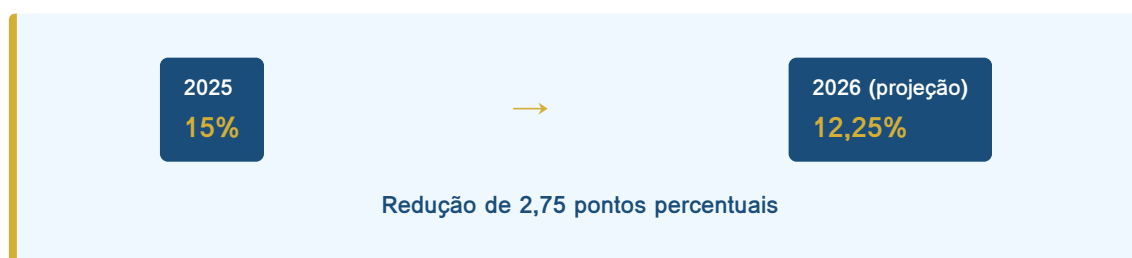 2025
15%
→
2026 (projeção)
12,25%
Redução de 2,75 pontos percentuais